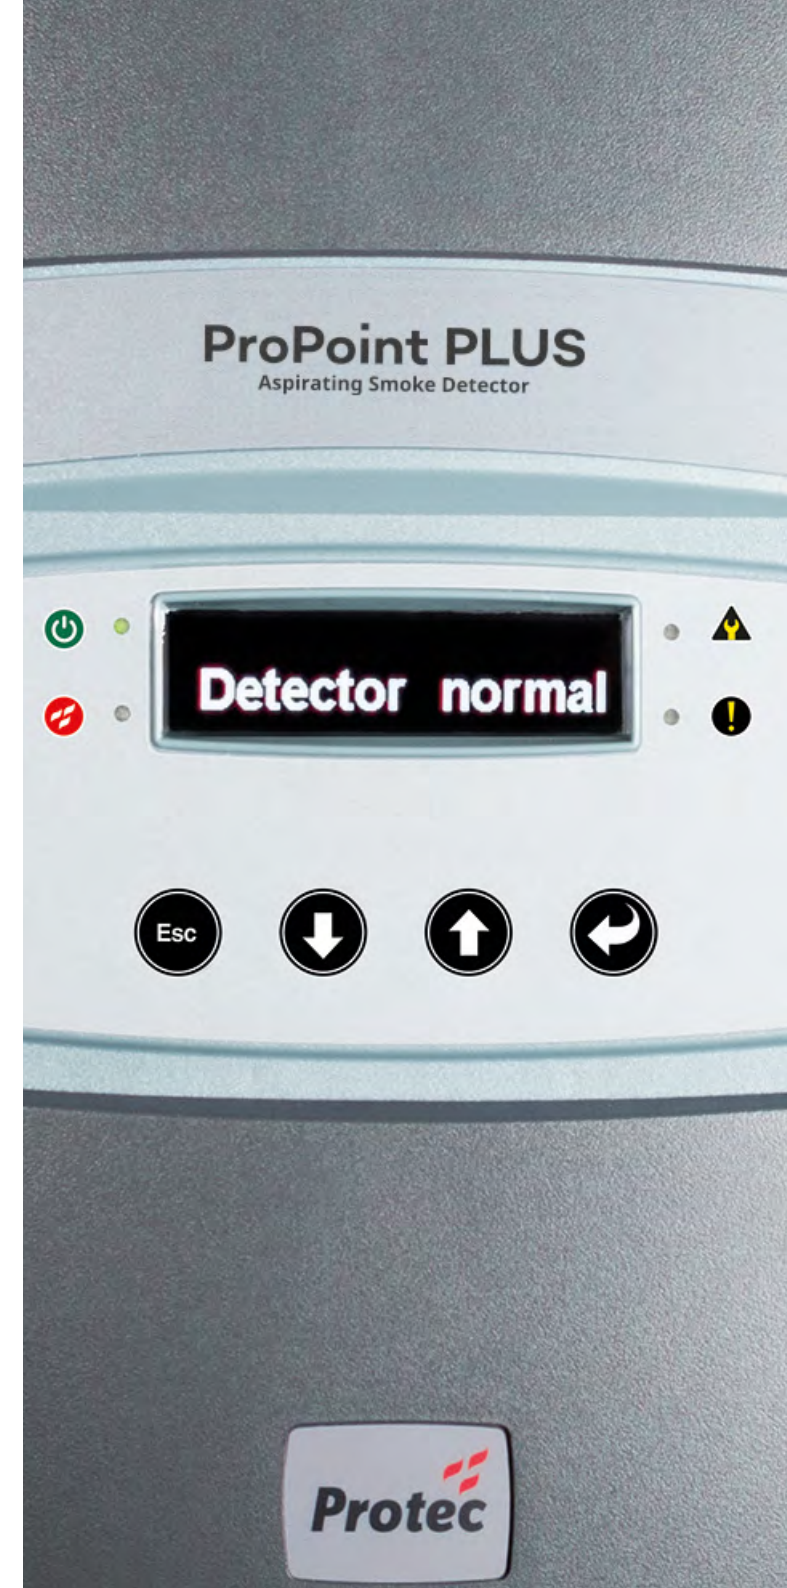 ProPoint PLUS
Aspirating Smoke Detector
Detector normal
!
Esc
Protec